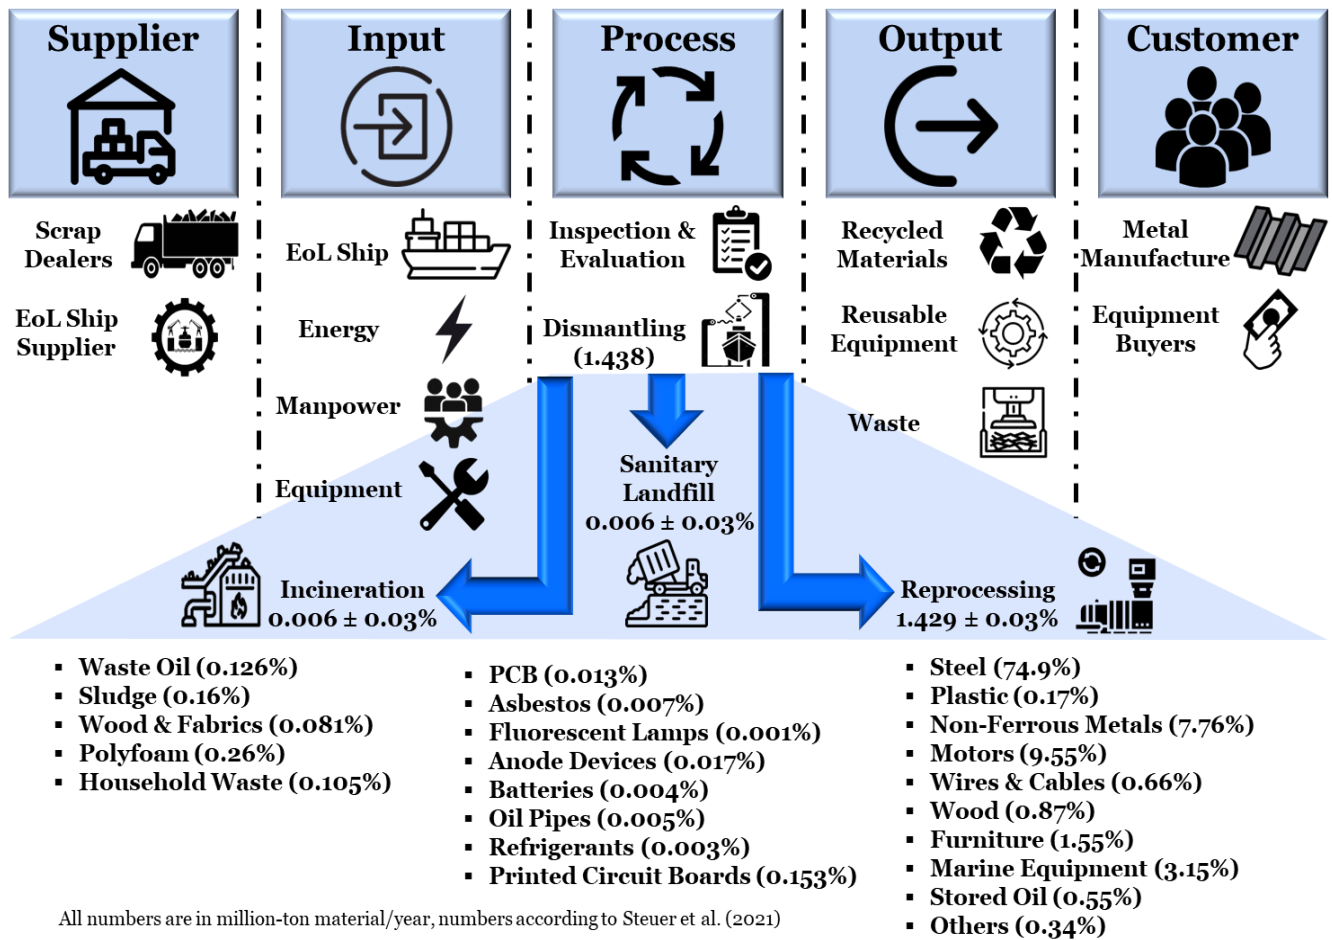 Supplier
Input
Process
Output
Customer
Scrap
Dealers
EoL Ship
Supplier
EoL Ship
Energy
Manpower
Equipment
Inspection &
Evaluation
Dismantling
(1.438)
Recycled
Materials
Reusable
Equipment
Waste
Metal
Manufacture
Equipment
Buyers
Sanitary
Landfill
0.006 ± 0.03%
Incineration
0.006 ± 0.03%
Reprocessing
1.429 ± 0.03%
▪ Waste Oil (0.126%)
▪ Sludge (0.16%)
▪ Wood & Fabrics (0.081%)
▪ Polyfoam (0.26%)
▪ Household Waste (0.105%)
▪ PCB (0.013%)
▪ Asbestos (0.007%)
▪ Fluorescent Lamps (0.001%)
▪ Anode Devices (0.017%)
▪ Batteries (0.004%)
▪ Oil Pipes (0.005%)
▪ Refrigerants (0.003%)
▪ Printed Circuit Boards (0.153%)
▪ Steel (74.9%)
▪ Plastic (0.17%)
▪ Non-Ferrous Metals (7.76%)
▪ Motors (9.55%)
▪ Wires & Cables (0.66%)
▪ Wood (0.87%)
▪ Furniture (1.55%)
▪ Marine Equipment (3.15%)
▪ Stored Oil (0.55%)
▪ Others (0.34%)
All numbers are in million-ton material/year, numbers according to Steuer et al. (2021)